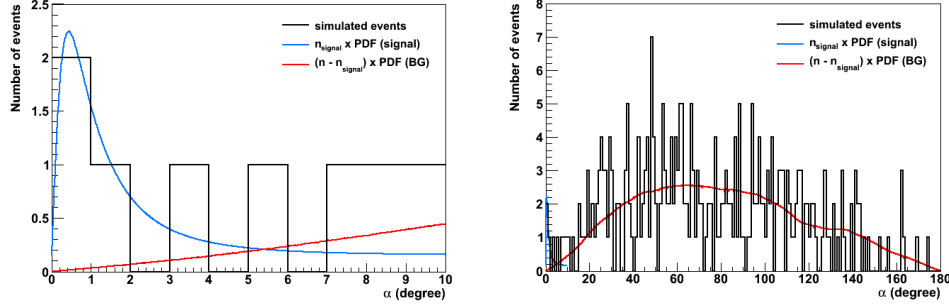 Number of events
2.5
2
1.5
1
0.5
0
simulated events
n_signal x PDF (signal)
(n - n_signal) x PDF (BG)
0 1 2 3 4 5 6 7 8 9 10
α (degree)
Number of events
8
7
6
5
4
3
2
1
0
simulated events
n_signal x PDF (signal)
(n - n_signal) x PDF (BG)
0 20 40 60 80 100 120 140 160 180
α (degree)